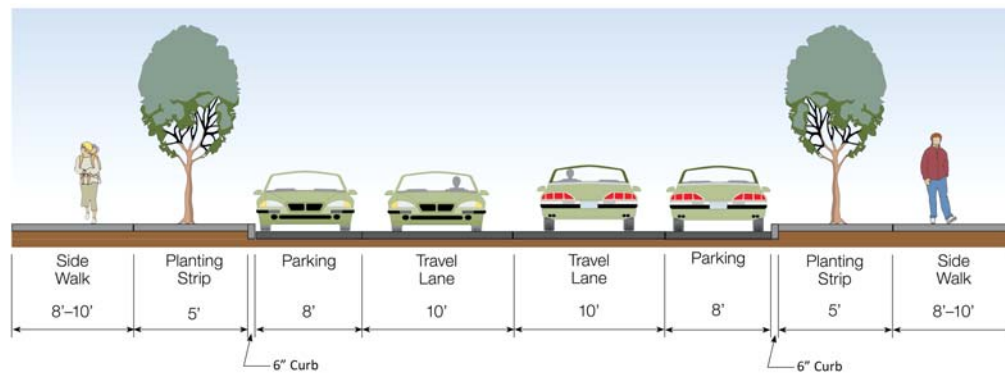 Side
Walk
8’–10’
Planting
Strip
5’
Parking
8’
Travel
Lane
10’
Travel
Lane
10’
Parking
8’
Planting
Strip
5’
Side
Walk
8’–10’
6” Curb
6” Curb